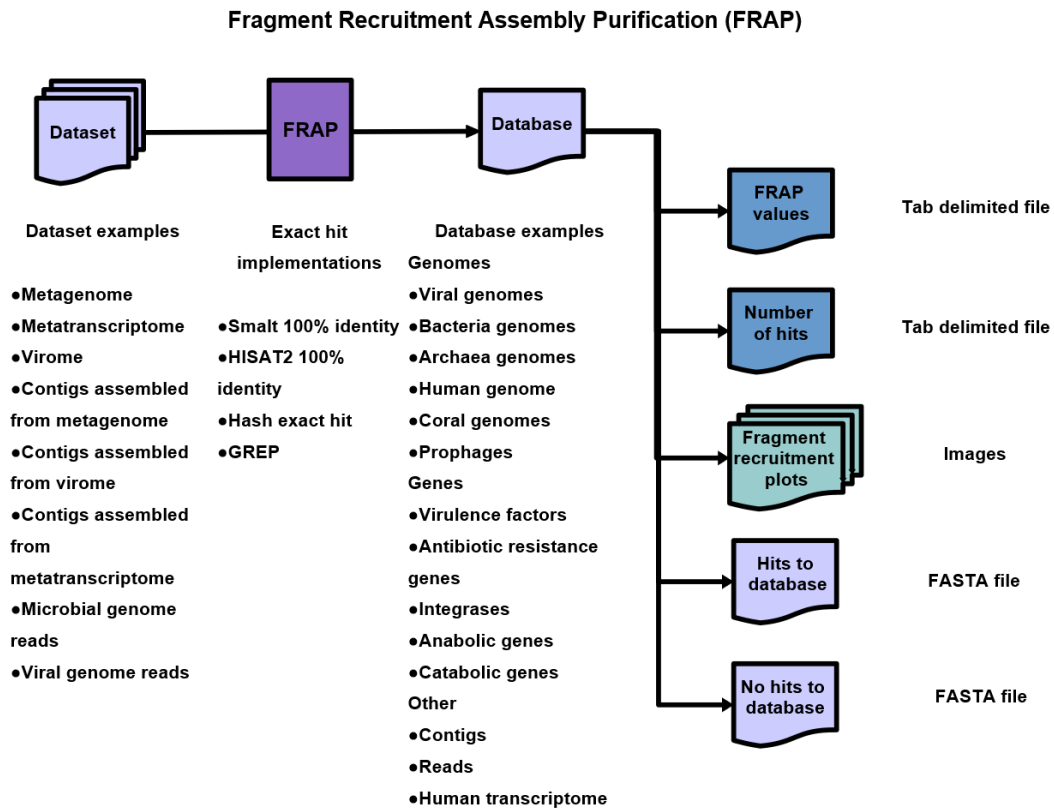 Fragment Recruitment Assembly Purification (FRAP)
Dataset
FRAP
Database
FRAP
values
Tab delimited file
Number
of hits
Tab delimited file
Fragment
recruitment
plots
Images
Hits to
database
FASTA file
No hits to
database
FASTA file
Dataset examples
●Metagenome
●Metatranscriptome
●Virome
●Contigs assembled
from metagenome
●Contigs assembled
from virome
●Contigs assembled
from
metatranscriptome
●Microbial genome
reads
●Viral genome reads
Exact hit
implementations
●Smalt 100% identity
●HISAT2 100%
identity
●Hash exact hit
●GREP
Database examples
Genomes
●Viral genomes
●Bacteria genomes
●Archaea genomes
●Human genome
●Coral genomes
●Prophages
Genes
●Virulence factors
●Antibiotic resistance
genes
●Integrases
●Anabolic genes
●Catabolic genes
Other
●Contigs
●Reads
●Human transcriptome